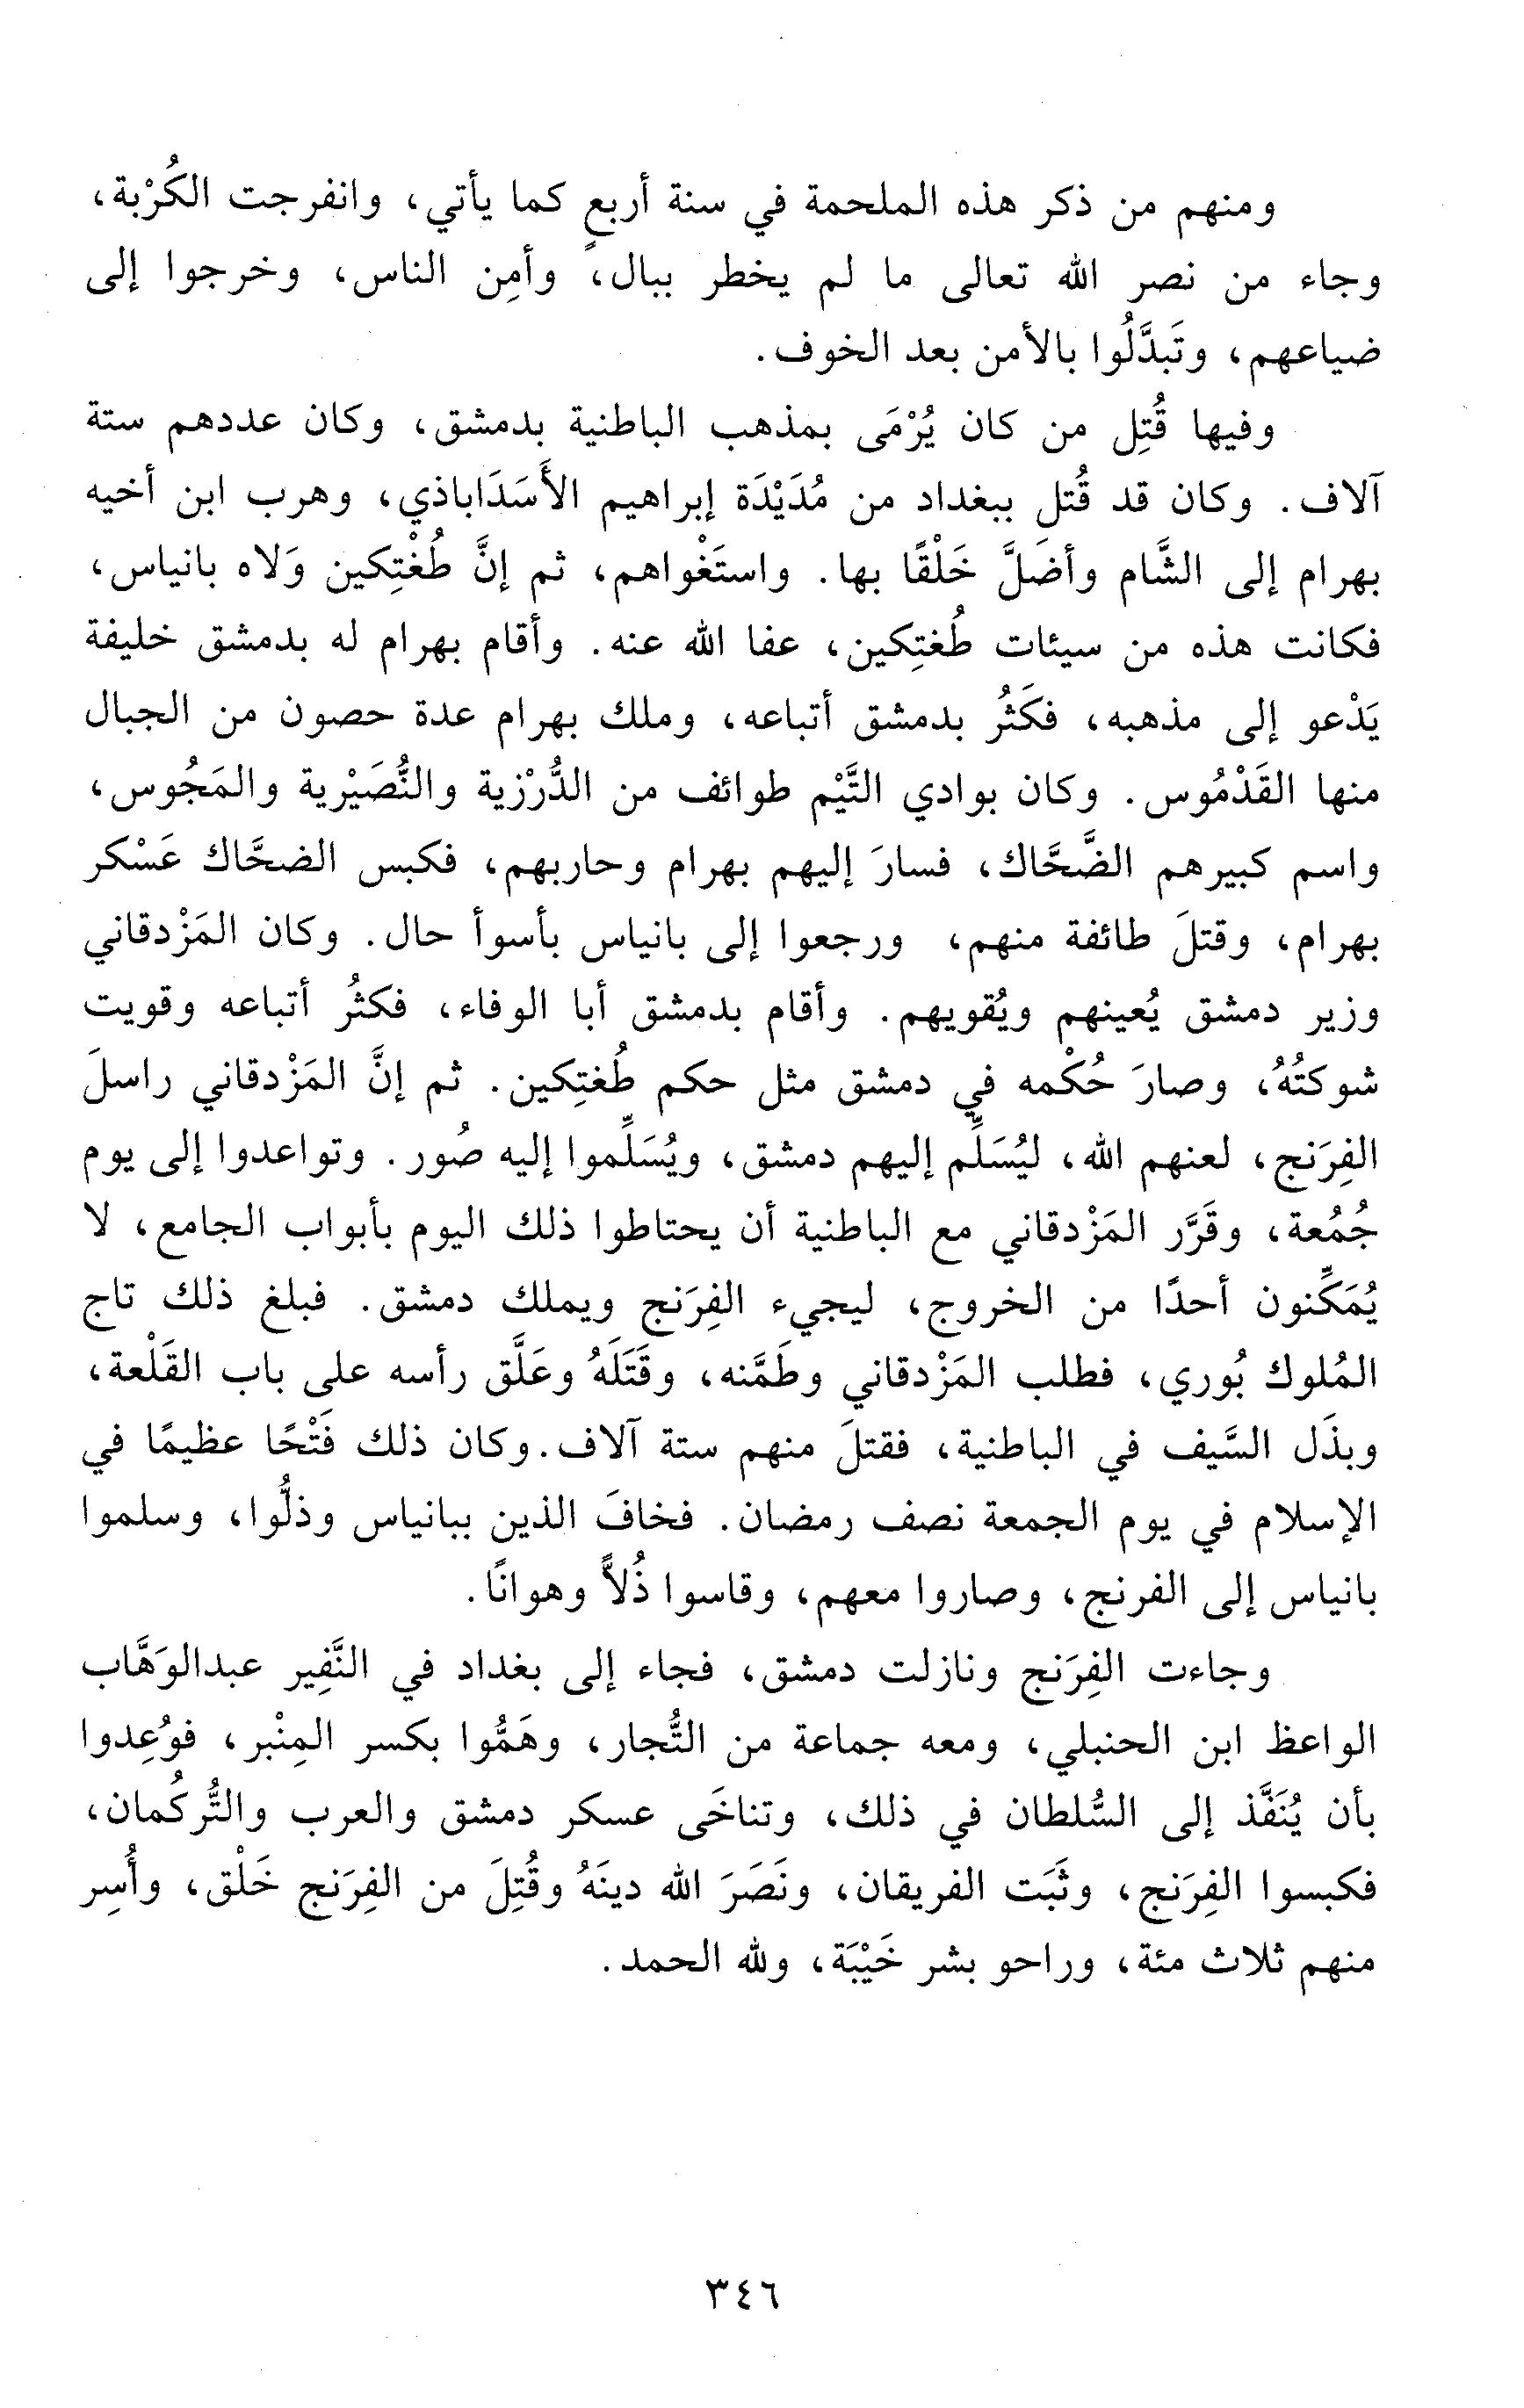 ومنهم من ذكر هذه الملحمة في سنة أربعٍ كما يأتي، وانفرجت الكُرْبة،
وجاء من نصر الله تعالى ما لم يخطر ببال، وأمِن الناس، وخرجوا إلى
ضياعهم، وتَبدَّلُوا بالأمن بعد الخوف.
وفيها قُتِل من كان يُرْمَى بمذهب الباطنية بدمشق، وكان عددهم ستة
آلاف. وكان قد قُتل ببغداد من مُدَيْدَة إبراهيم الأَسَدَاباذي، وهرب ابن أخيه
بهرام إلى الشَّام وأضَلَّ خَلْقًا بها. واستَغْواهم، ثم إنَّ طُغْتِكين وَلاه بانياس،
فكانت هذه من سيئات طُغتِكين، عفا الله عنه. وأقام بهرام له بدمشق خليفة
يَدْعو إلى مذهبه، فكَثُر بدمشق أتباعه، وملك بهرام عدة حصون من الجبال
منها القَدْمُوس. وكان بوادي التَّيْم طوائف من الدُّرْزية والنُّصَيْرية والمَجُوس،
واسم كبيرهم الضَّحَّاك، فسارَ إليهم بهرام وحاربهم، فكبس الضحَّاك عَسْكر
بهرام، وقتلَ طائفة منهم، ورجعوا إلى بانياس بأسوأ حال. وكان المَزْدقاني
وزير دمشق يُعينهم ويُقويهم. وأقام بدمشق أبا الوفاء، فكثُر أتباعه وقويت
شوكتُهُ، وصارَ حُكْمه في دمشق مثل حكم طُغتِكين. ثم إنَّ المَزْدقاني راسلَ
الفِرَنج، لعنهم الله، ليُسَلِّم إليهم دمشق، ويُسَلِّموا إليه صُور. وتواعدوا إلى يوم
جُمُعة، وقَرَّر المَزْدقاني مع الباطنية أن يحتاطوا ذلك اليوم بأبواب الجامع، لا
يُمَكِّنون أحدًا من الخروج، ليجيء الفِرَنج ويملك دمشق. فبلغ ذلك تاج
المُلوك بُوري، فطلب المَزْدقاني وطَمَّنه، وقَتَلَهُ وعَلَّق رأسه على باب القَلْعة،
وبذَل السَّيف في الباطنية، فقتلَ منهم ستة آلاف. وكان ذلك فَتْحًا عظيمًا في
الإسلام في يوم الجمعة نصف رمضان. فخافَ الذين ببانياس وذلُّوا، وسلموا
بانياس إلى الفرنج، وصاروا معهم، وقاسوا ذُلاًّ وهوانًا.
وجاءت الفِرَنج ونازلت دمشق، فجاء إلى بغداد في النَّفِير عبدالوَهَّاب
الواعظ ابن الحنبلي، ومعه جماعة من التُّجار، وهَمُّوا بكسر المِنْبر، فوُعِدوا
بأن يُنَفَّذ إلى السُّلطان في ذلك، وتناخَى عسكر دمشق والعرب والتُّركُمان،
فكبسوا الفِرَنج، وثَبَت الفريقان، ونَصَرَ الله دينَهُ وقُتِلَ من الفِرَنج خَلْق، وأُسِر
منهم ثلاث مئة، وراحو بشر خَيْبَة، ولله الحمد.
٣٤٦